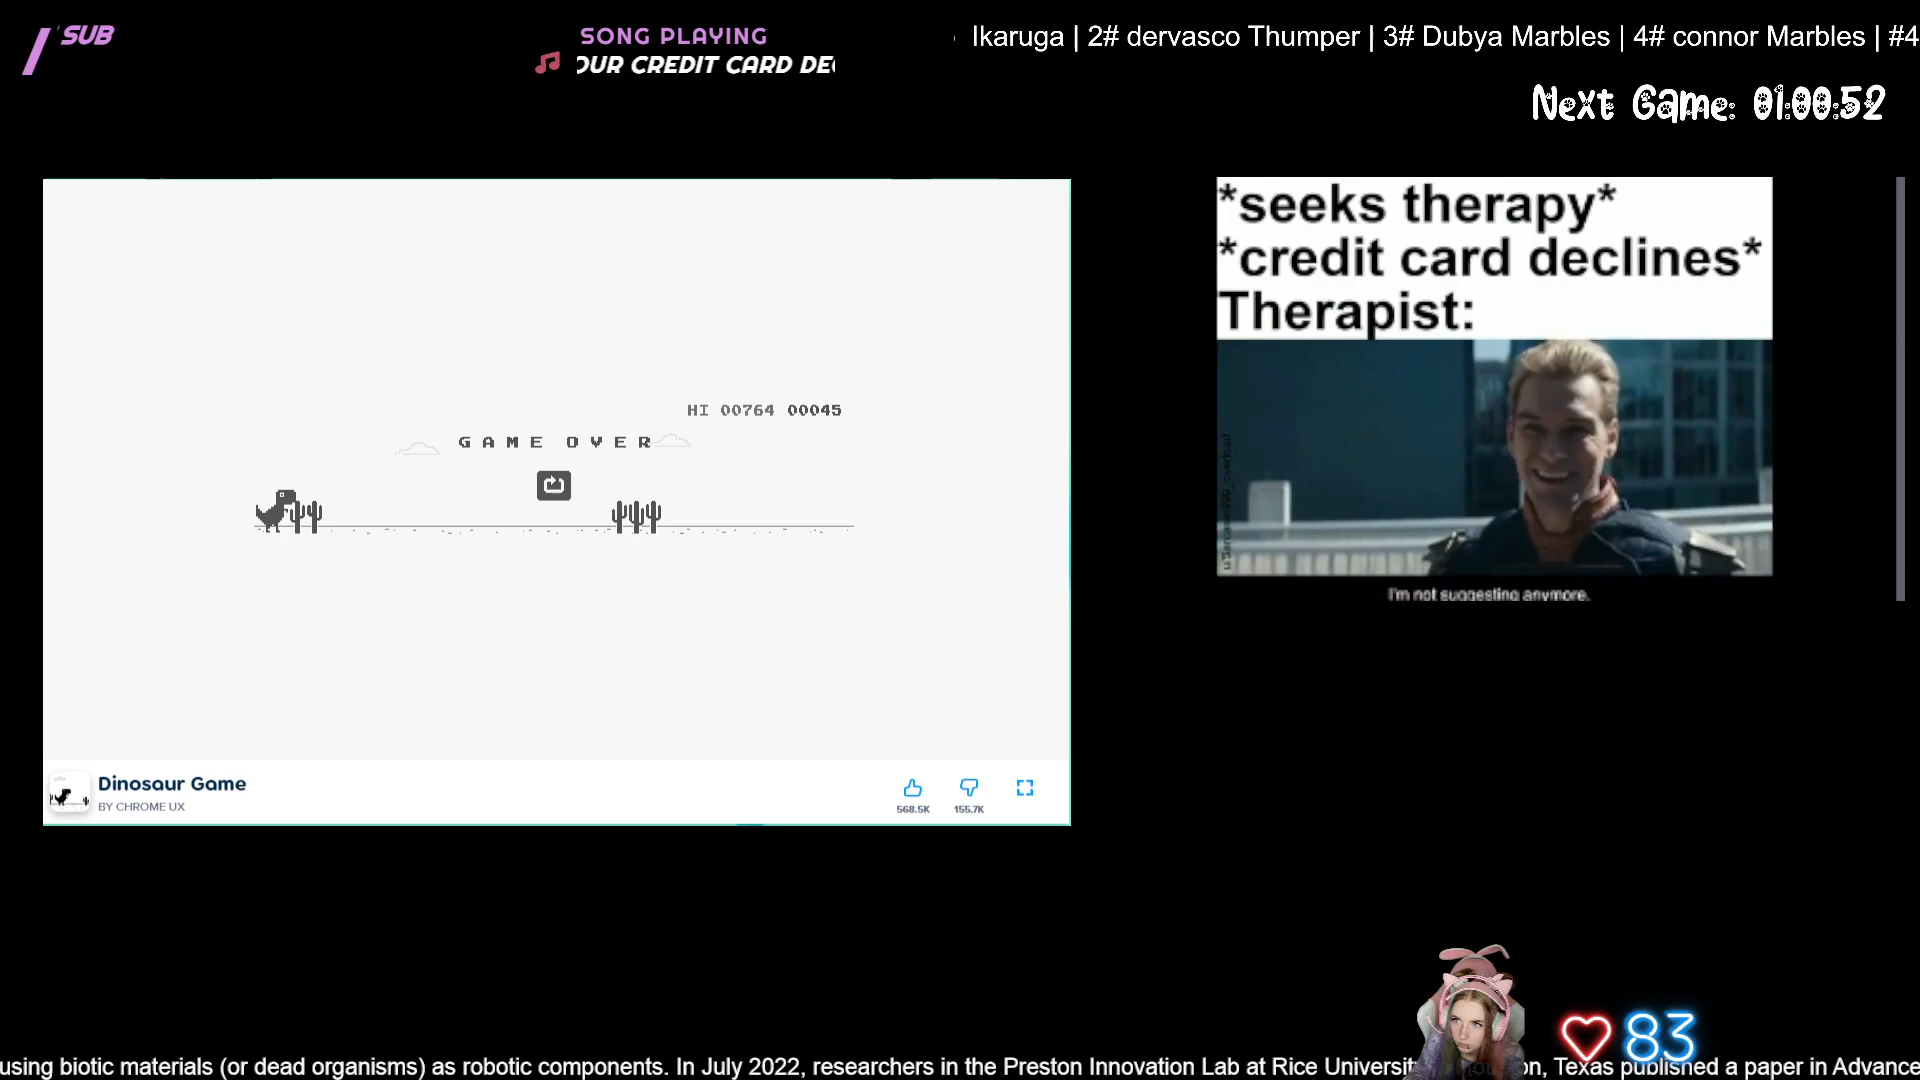 SUB
SONG PLAYING
OUR CREDIT CARD DE
Ikaruga | 2# dervasco Thumper | 3# Dubya Marbles | 4# connor Marbles | #4
Next Game: 01:00:52
*seeks therapy*
*credit card declines*
Therapist:
I'm not suggesting anymore.
HI 00764 00045
GAME OVER
Dinosaur Game
BY CHROME UX
568.5K
155.7K
83
using biotic materials (or dead organisms) as robotic components. In July 2022, researchers in the Preston Innovation Lab at Rice Universit Texas published a paper in Advance